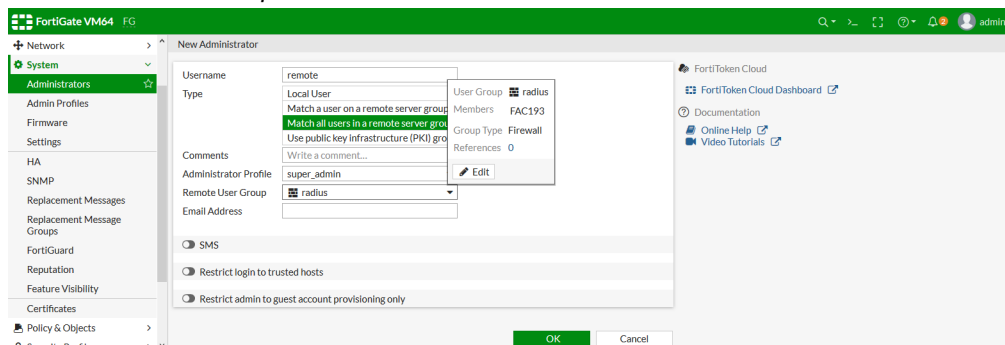 FortiGate VM64 FG
admin
2
Network
System
Administrators
Admin Profiles
Firmware
Settings
HA
SNMP
Replacement Messages
Replacement Message
Groups
FortiGuard
Reputation
Feature Visibility
Certificates
Policy & Objects
New Administrator
Username remote
Type Local User
Match a user on a remote server group
Match all users in a remote server grou
Use public key infrastructure (PKI) gro
Comments Write a comment...
Administrator Profile super_admin
Remote User Group radius
Email Address
SMS
Restrict login to trusted hosts
Restrict admin to guest account provisioning only
User Group radius
Members FAC193
Group Type Firewall
References 0
Edit
OK Cancel
FortiToken Cloud
FortiToken Cloud Dashboard
Documentation
Online Help
Video Tutorials